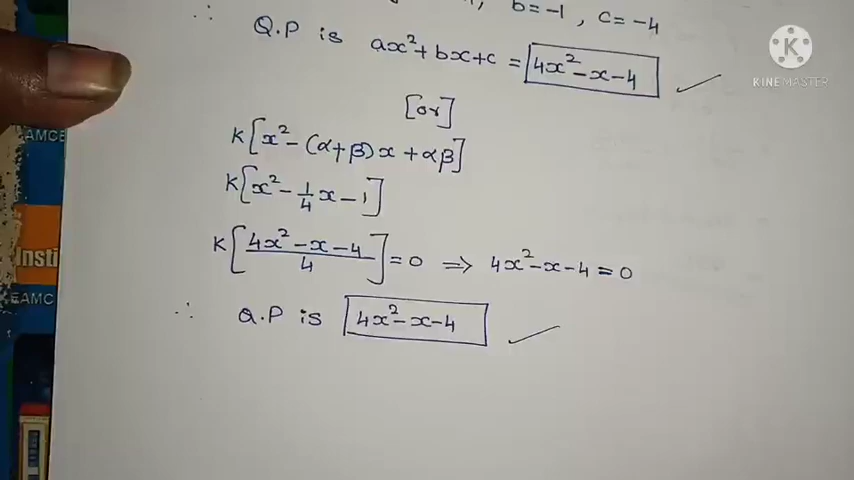 b = -1 , c = -4
∴ Q.P is ax² + bx + c = 4x² - x - 4 ✓
KINEMASTER
[or]
K[x² - (α+β)x + αβ]
K[x² - 1/4 x - 1]
K[(4x² - x - 4)/4] = 0 ⇒ 4x² - x - 4 = 0
∴ Q.P is 4x² - x - 4 ✓
EAMCE
Insti
EAMC